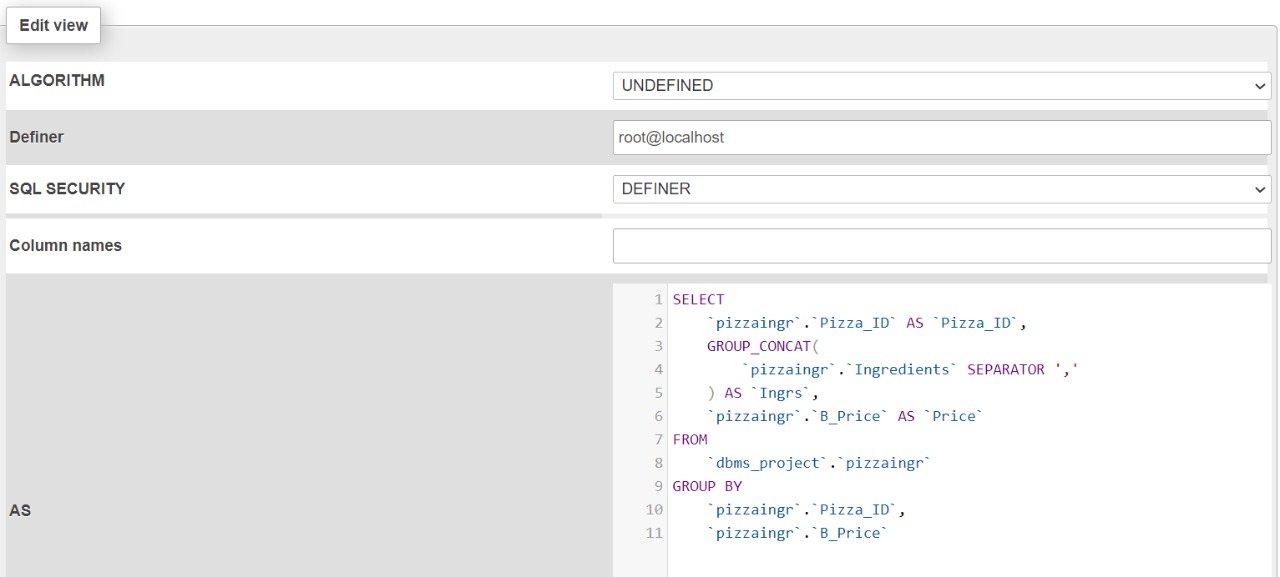 Edit view
ALGORITHM
UNDEFINED
Definer
root@localhost
SQL SECURITY
DEFINER
Column names
AS
1 SELECT
2 `pizzaingr`.`Pizza_ID` AS `Pizza_ID`,
3 GROUP_CONCAT(
4 `pizzaingr`.`Ingredients` SEPARATOR ','
5 ) AS `Ingrs`,
6 `pizzaingr`.`B_Price` AS `Price`
7 FROM
8 `dbms_project`.`pizzaingr`
9 GROUP BY
10 `pizzaingr`.`Pizza_ID`,
11 `pizzaingr`.`B_Price`